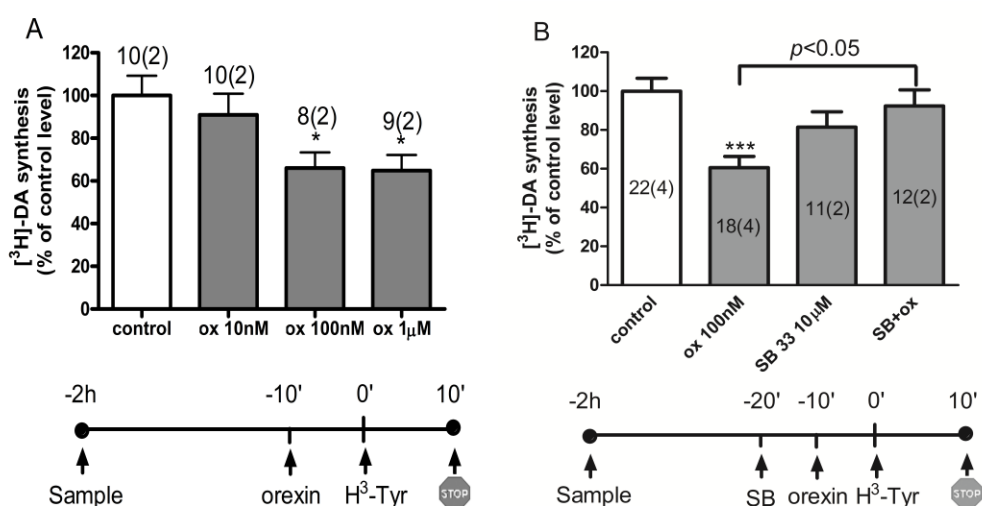 A
[³H]-DA synthesis
(% of control level)
120
100
80
60
40
20
0
10(2)
10(2)
8(2)
*
9(2)
*
control
ox 10nM
ox 100nM
ox 1µM
-2h
-10'
0'
10'
Sample
orexin
H³-Tyr
STOP
B
[³H]-DA synthesis
(% of control level)
120
100
80
60
40
20
0
p<0.05
***
22(4)
18(4)
11(2)
12(2)
control
ox 100nM
SB 33 10µM
SB+ox
-2h
-20'
-10'
0'
10'
Sample
SB
orexin
H³-Tyr
STOP